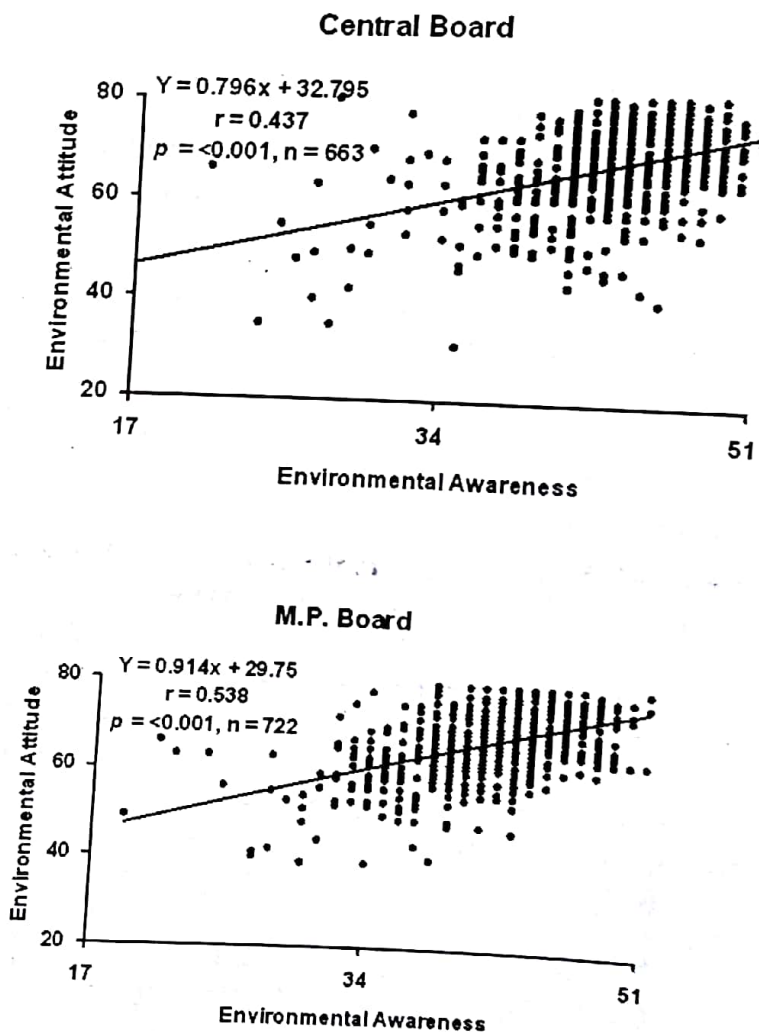 Central Board
Y = 0.796x + 32.795
r = 0.437
p = <0.001, n = 663
80
60
40
20
Environmental Attitude
17
34
51
Environmental Awareness
M.P. Board
Y = 0.914x + 29.75
r = 0.538
p = <0.001, n = 722
80
60
40
20
Environmental Attitude
17
34
51
Environmental Awareness